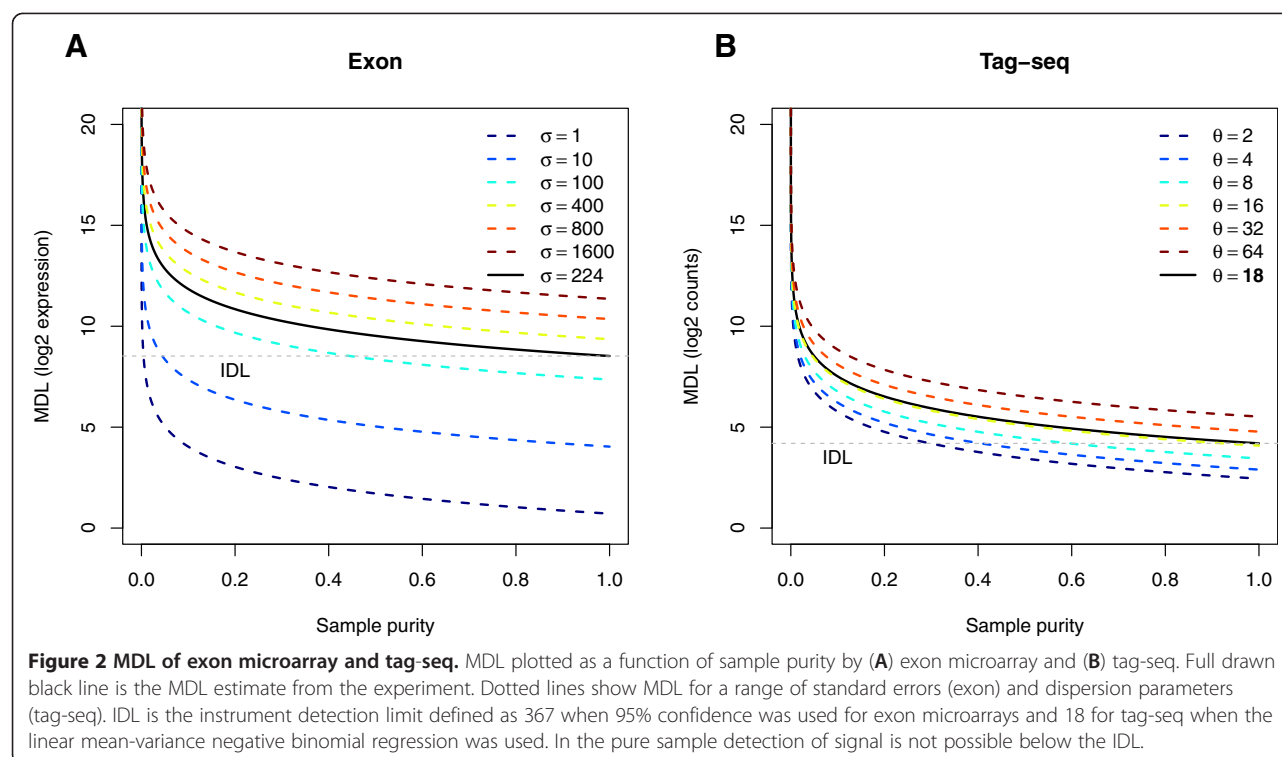 A
Exon
MDL (log2 expression)
20
15
10
5
0
σ = 1
σ = 10
σ = 100
σ = 400
σ = 800
σ = 1600
σ = 224
IDL
0.0 0.2 0.4 0.6 0.8 1.0
Sample purity
B
Tag−seq
MDL (log2 counts)
20
15
10
5
0
θ = 2
θ = 4
θ = 8
θ = 16
θ = 32
θ = 64
θ = 18
IDL
0.0 0.2 0.4 0.6 0.8 1.0
Sample purity
Figure 2 MDL of exon microarray and tag-seq. MDL plotted as a function of sample purity by (A) exon microarray and (B) tag-seq. Full drawn
black line is the MDL estimate from the experiment. Dotted lines show MDL for a range of standard errors (exon) and dispersion parameters
(tag-seq). IDL is the instrument detection limit defined as 367 when 95% confidence was used for exon microarrays and 18 for tag-seq when the
linear mean-variance negative binomial regression was used. In the pure sample detection of signal is not possible below the IDL.